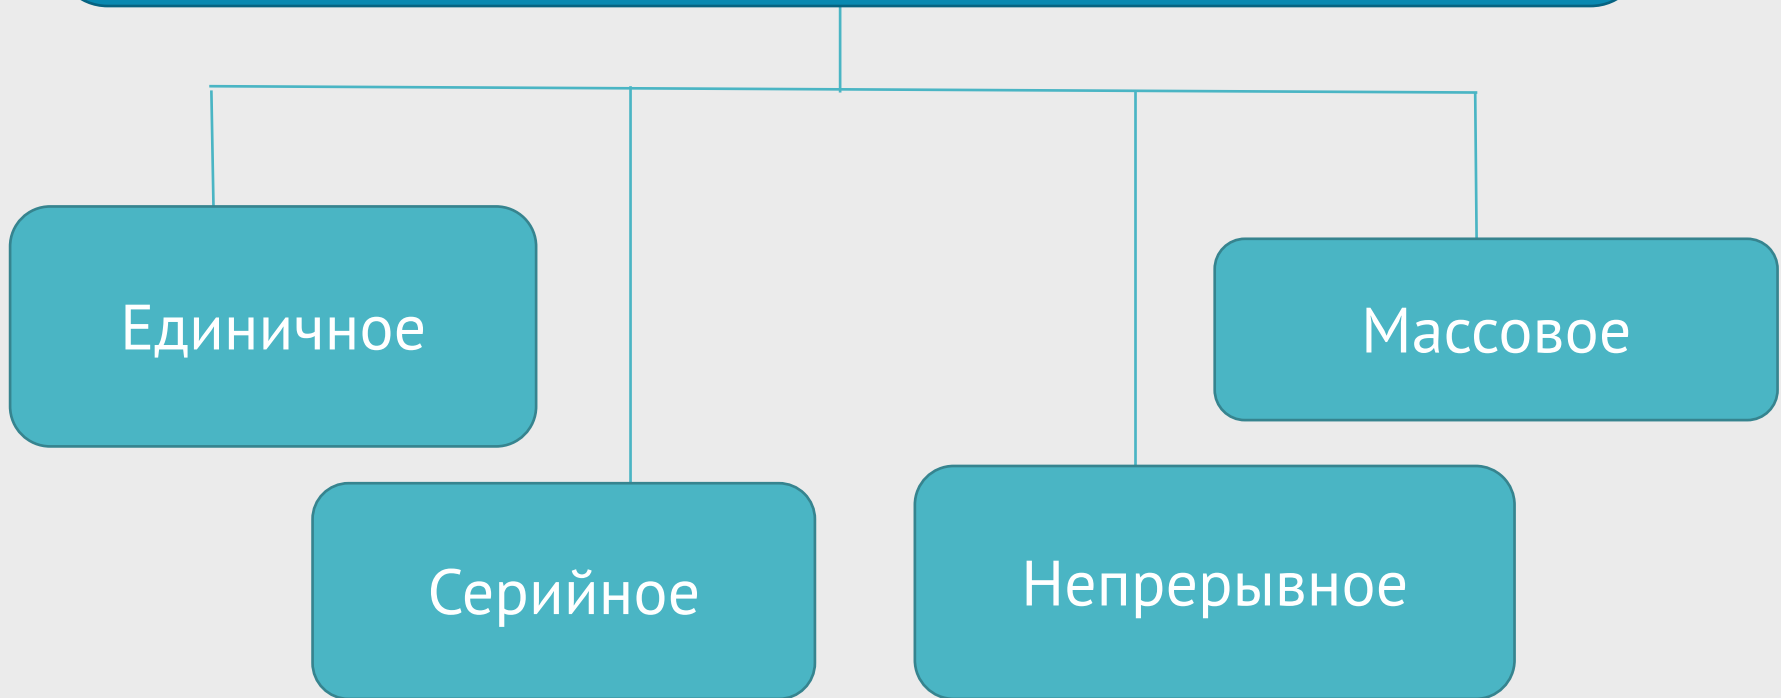 Единичное
Массовое
Серийное
Непрерывное